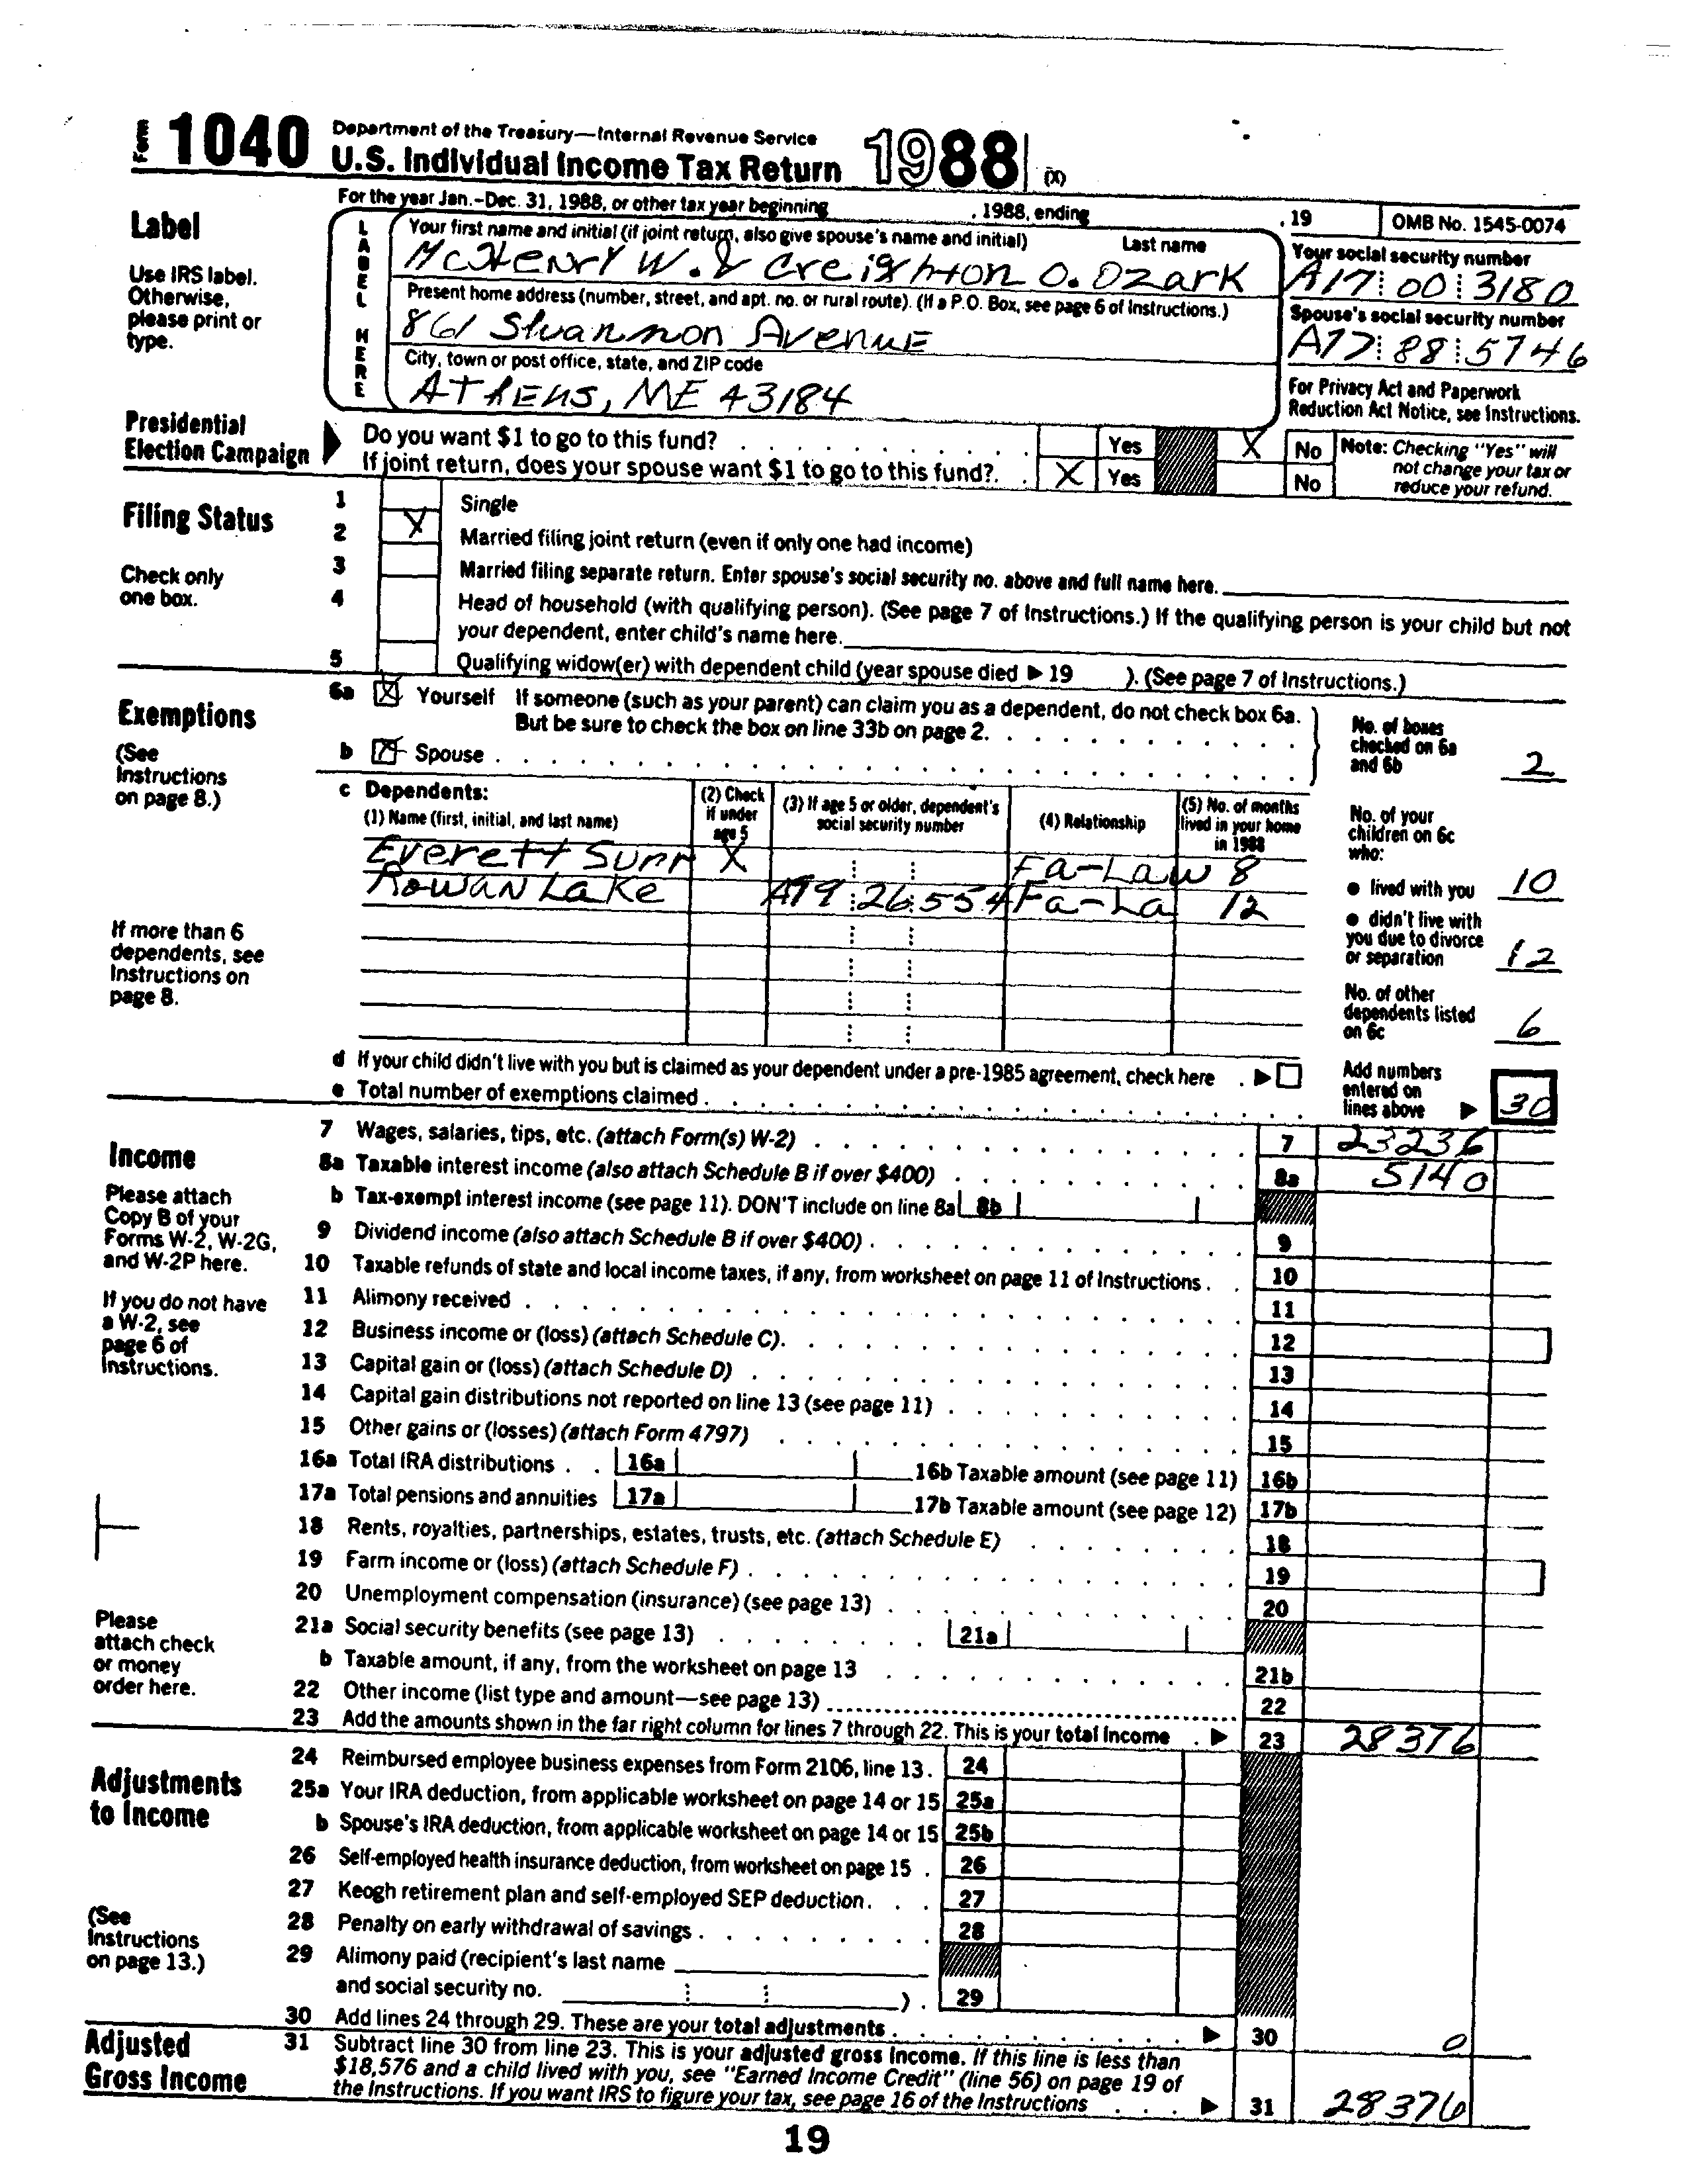 Form 1040 Department of the Treasury—Internal Revenue Service
U.S. Individual Income Tax Return 1988 (X)
For the year Jan.-Dec. 31, 1988, or other tax year beginning , 1988, ending , 19 OMB No. 1545-0074
Label
Use IRS label. Otherwise, please print or type.
LABEL HERE
Your first name and initial (if joint return, also give spouse's name and initial) Last name
McHenry W. & Creighton O. Ozark
Your social security number
A17 00 3180
Present home address (number, street, and apt. no. or rural route). (If a P.O. Box, see page 6 of Instructions.)
861 Shannon Avenue
Spouse's social security number
A17 88 5746
City, town or post office, state, and ZIP code
Athens, ME 43184
For Privacy Act and Paperwork Reduction Act Notice, see Instructions.
Presidential Election Campaign
Do you want $1 to go to this fund? Yes X No
If joint return, does your spouse want $1 to go to this fund? X Yes No
Note: Checking "Yes" will not change your tax or reduce your refund.
Filing Status
Check only one box.
1 Single
2 X Married filing joint return (even if only one had income)
3 Married filing separate return. Enter spouse's social security no. above and full name here.
4 Head of household (with qualifying person). (See page 7 of Instructions.) If the qualifying person is your child but not
your dependent, enter child's name here.
5 Qualifying widow(er) with dependent child (year spouse died ▶ 19 ). (See page 7 of Instructions.)
Exemptions
(See Instructions on page 8.)
6a X Yourself If someone (such as your parent) can claim you as a dependent, do not check box 6a.
But be sure to check the box on line 33b on page 2.
b X Spouse
No. of boxes checked on 6a and 6b 2
c Dependents:
(1) Name (first, initial, and last name) (2) Check if under age 5 (3) If age 5 or older, dependent's social security number (4) Relationship (5) No. of months lived in your home in 1988
Everett Surr X Fa-Law 8
Rowan Lake A79 26 554 Fa-La 12
If more than 6 dependents, see Instructions on page 8.
No. of your children on 6c who:
● lived with you 10
● didn't live with you due to divorce or separation 12
No. of other dependents listed on 6c 6
d If your child didn't live with you but is claimed as your dependent under a pre-1985 agreement, check here ▶
e Total number of exemptions claimed
Add numbers entered on lines above ▶ 30
Income
Please attach Copy B of your Forms W-2, W-2G, and W-2P here.
If you do not have a W-2, see page 6 of Instructions.
Please attach check or money order here.
7 Wages, salaries, tips, etc. (attach Form(s) W-2) 7 23236
8a Taxable interest income (also attach Schedule B if over $400) 8a 5140
b Tax-exempt interest income (see page 11). DON'T include on line 8a 8b
9 Dividend income (also attach Schedule B if over $400) 9
10 Taxable refunds of state and local income taxes, if any, from worksheet on page 11 of Instructions 10
11 Alimony received 11
12 Business income or (loss) (attach Schedule C) 12
13 Capital gain or (loss) (attach Schedule D) 13
14 Capital gain distributions not reported on line 13 (see page 11) 14
15 Other gains or (losses) (attach Form 4797) 15
16a Total IRA distributions 16a 16b Taxable amount (see page 11) 16b
17a Total pensions and annuities 17a 17b Taxable amount (see page 12) 17b
18 Rents, royalties, partnerships, estates, trusts, etc. (attach Schedule E) 18
19 Farm income or (loss) (attach Schedule F) 19
20 Unemployment compensation (insurance) (see page 13) 20
21a Social security benefits (see page 13) 21a
b Taxable amount, if any, from the worksheet on page 13 21b
22 Other income (list type and amount—see page 13) 22
23 Add the amounts shown in the far right column for lines 7 through 22. This is your total income ▶ 23 28376
Adjustments to Income
(See Instructions on page 13.)
24 Reimbursed employee business expenses from Form 2106, line 13. 24
25a Your IRA deduction, from applicable worksheet on page 14 or 15 25a
b Spouse's IRA deduction, from applicable worksheet on page 14 or 15 25b
26 Self-employed health insurance deduction, from worksheet on page 15 26
27 Keogh retirement plan and self-employed SEP deduction 27
28 Penalty on early withdrawal of savings 28
29 Alimony paid (recipient's last name
and social security no. ). 29
30 Add lines 24 through 29. These are your total adjustments ▶ 30 0
Adjusted Gross Income
31 Subtract line 30 from line 23. This is your adjusted gross income. If this line is less than
$18,576 and a child lived with you, see "Earned Income Credit" (line 56) on page 19 of
the Instructions. If you want IRS to figure your tax, see page 16 of the Instructions ▶ 31 28376
19